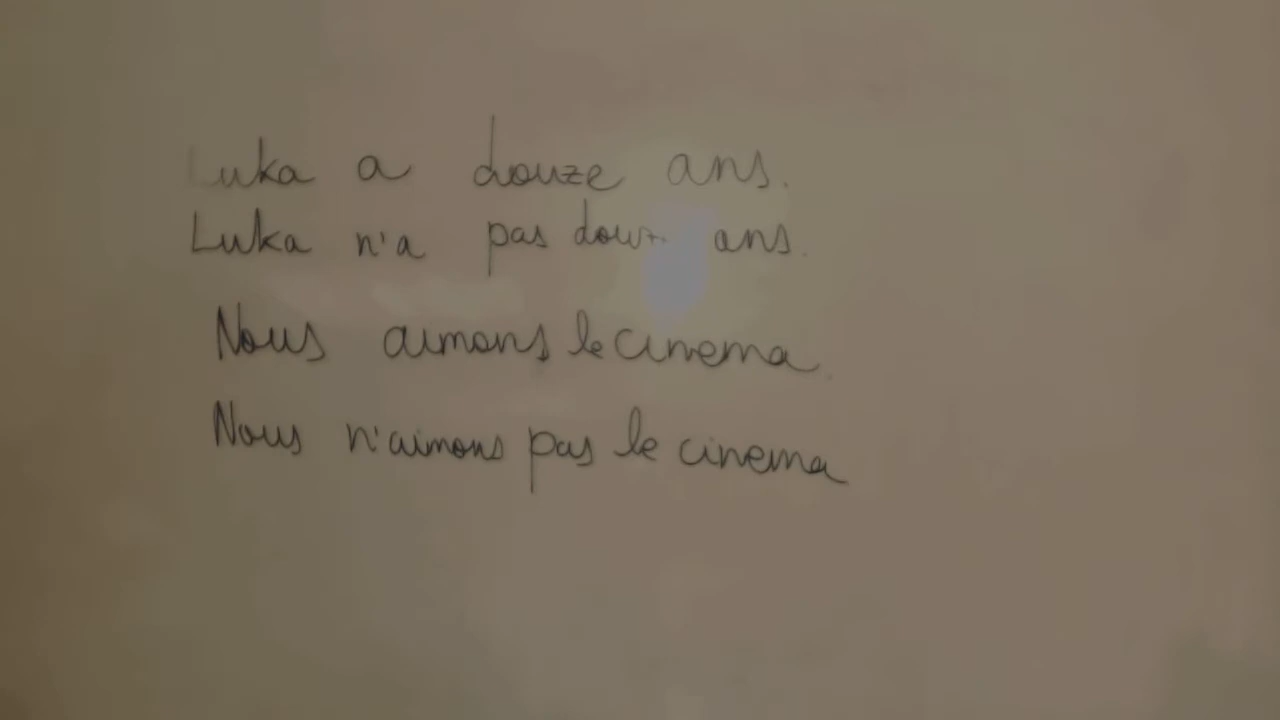 Luka a douze ans.
Luka n'a pas ans.
Nous aimons le cinema.
Nous n'aimons pas le cinema